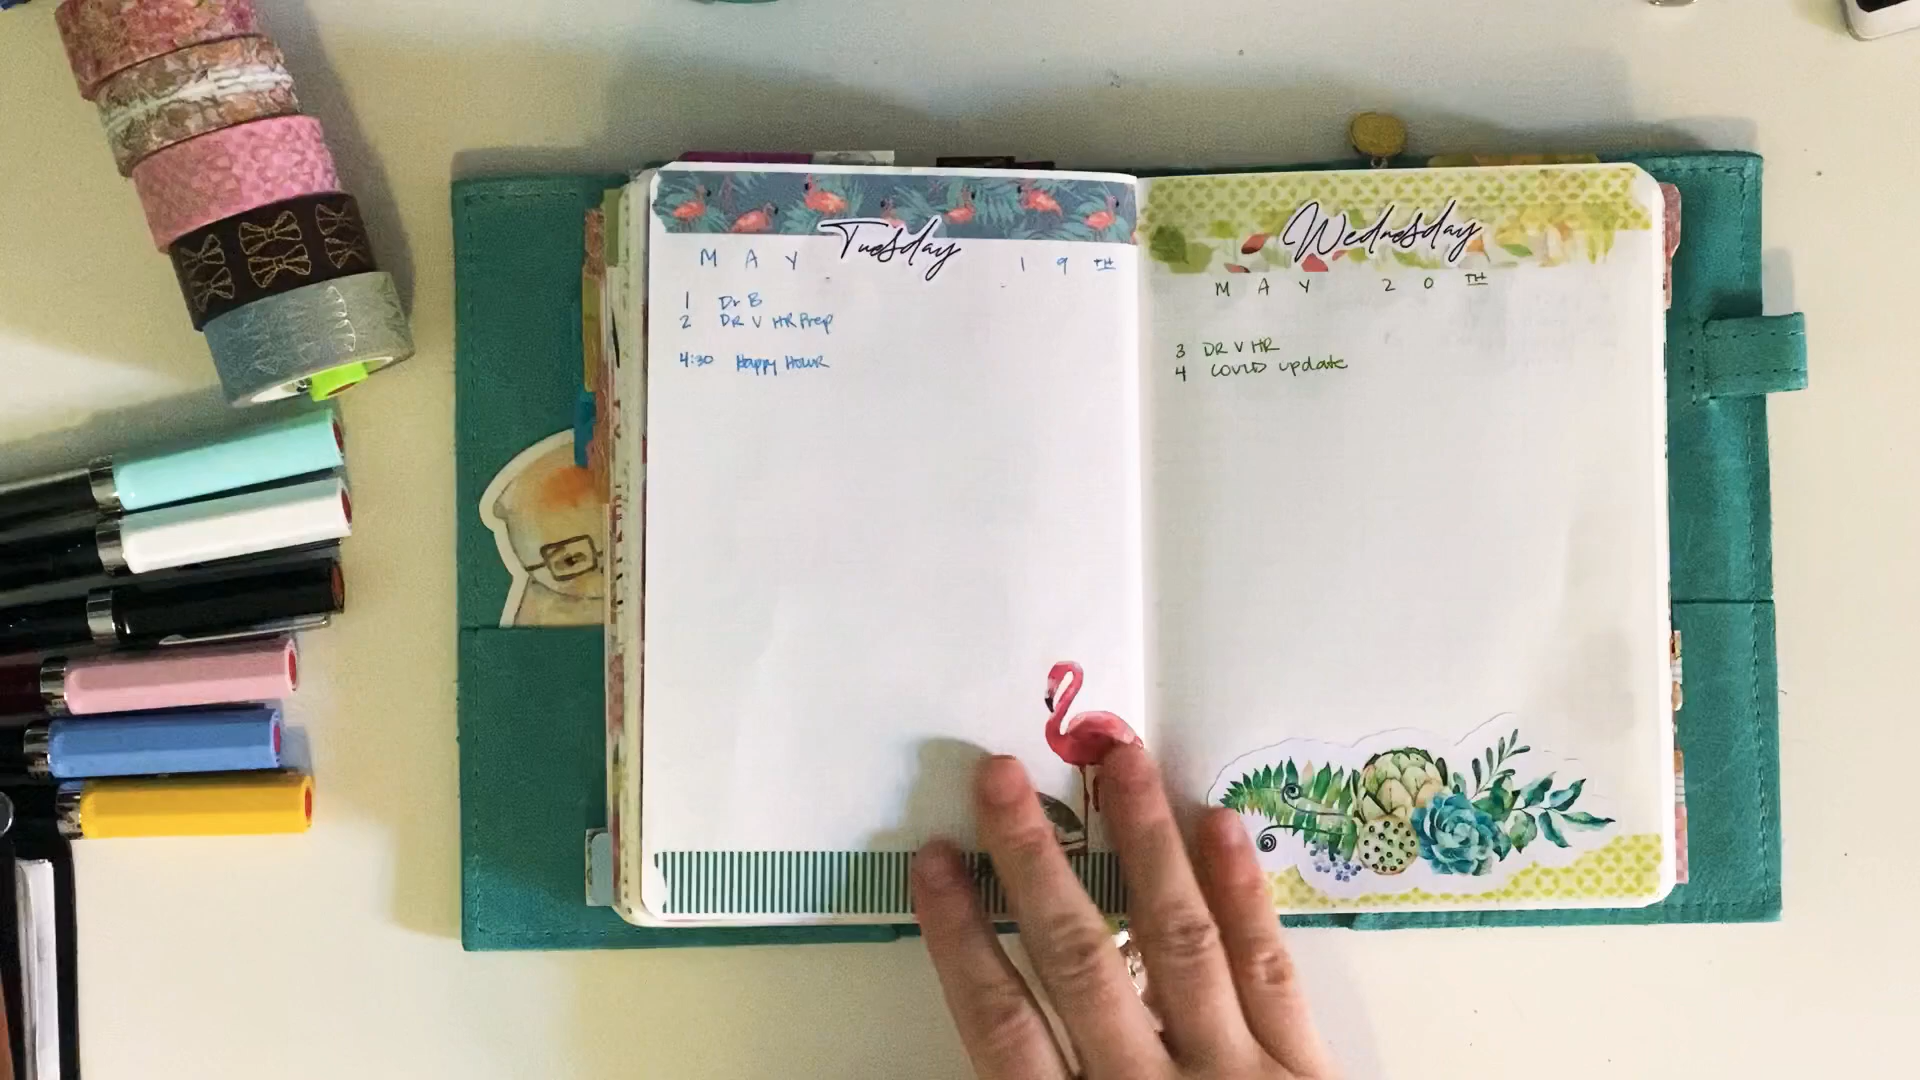 Tuesday
MAY 19TH
1 Dr B
2 DR V HR Prep
4:30 Happy Hour
Wednesday
MAY 20TH
3 DR V HR
4 COVID update